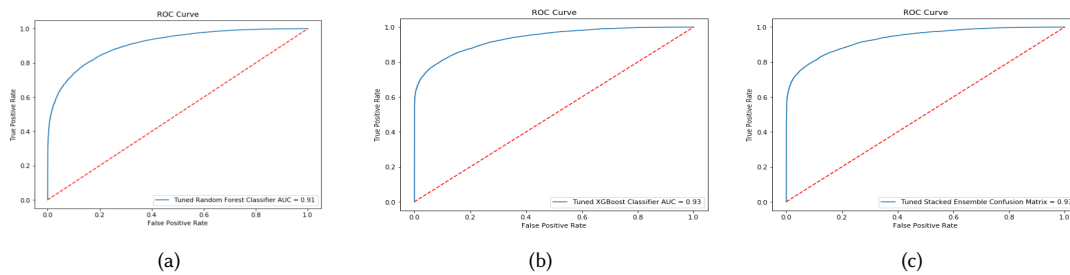 ROC Curve
1.0
0.8
0.6
0.4
0.2
0.0
True Positive Rate
0.0 0.2 0.4 0.6 0.8 1.0
False Positive Rate
Tuned Random Forest Classifier AUC = 0.91
(a)
ROC Curve
1.0
0.8
0.6
0.4
0.2
0.0
True Positive Rate
0.0 0.2 0.4 0.6 0.8 1.0
False Positive Rate
Tuned XGBoost Classifier AUC = 0.93
(b)
ROC Curve
1.0
0.8
0.6
0.4
0.2
0.0
True Positive Rate
0.0 0.2 0.4 0.6 0.8 1.0
False Positive Rate
Tuned Stacked Ensemble Confusion Matrix = 0.93
(c)